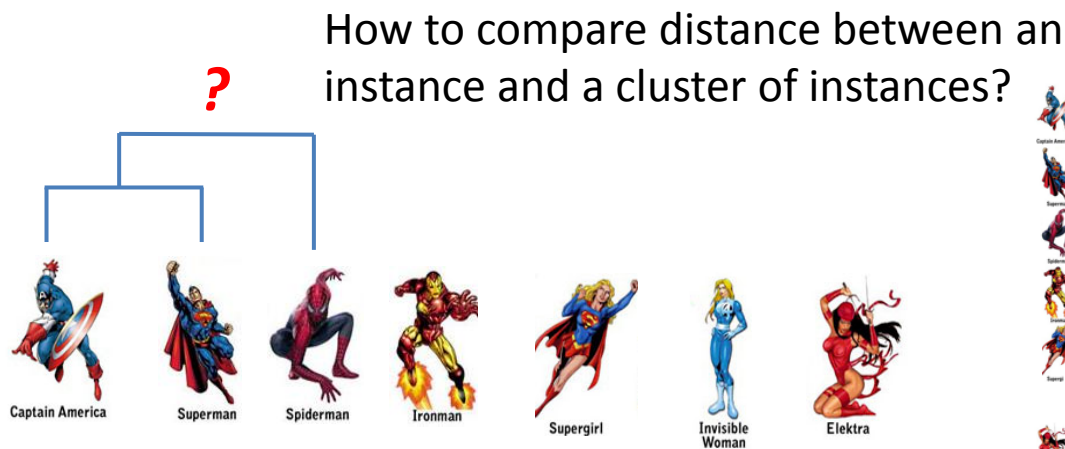 How to compare distance between an
instance and a cluster of instances?
?
Captain America
Superman
Spiderman
Ironman
Supergirl
Invisible
Woman
Elektra